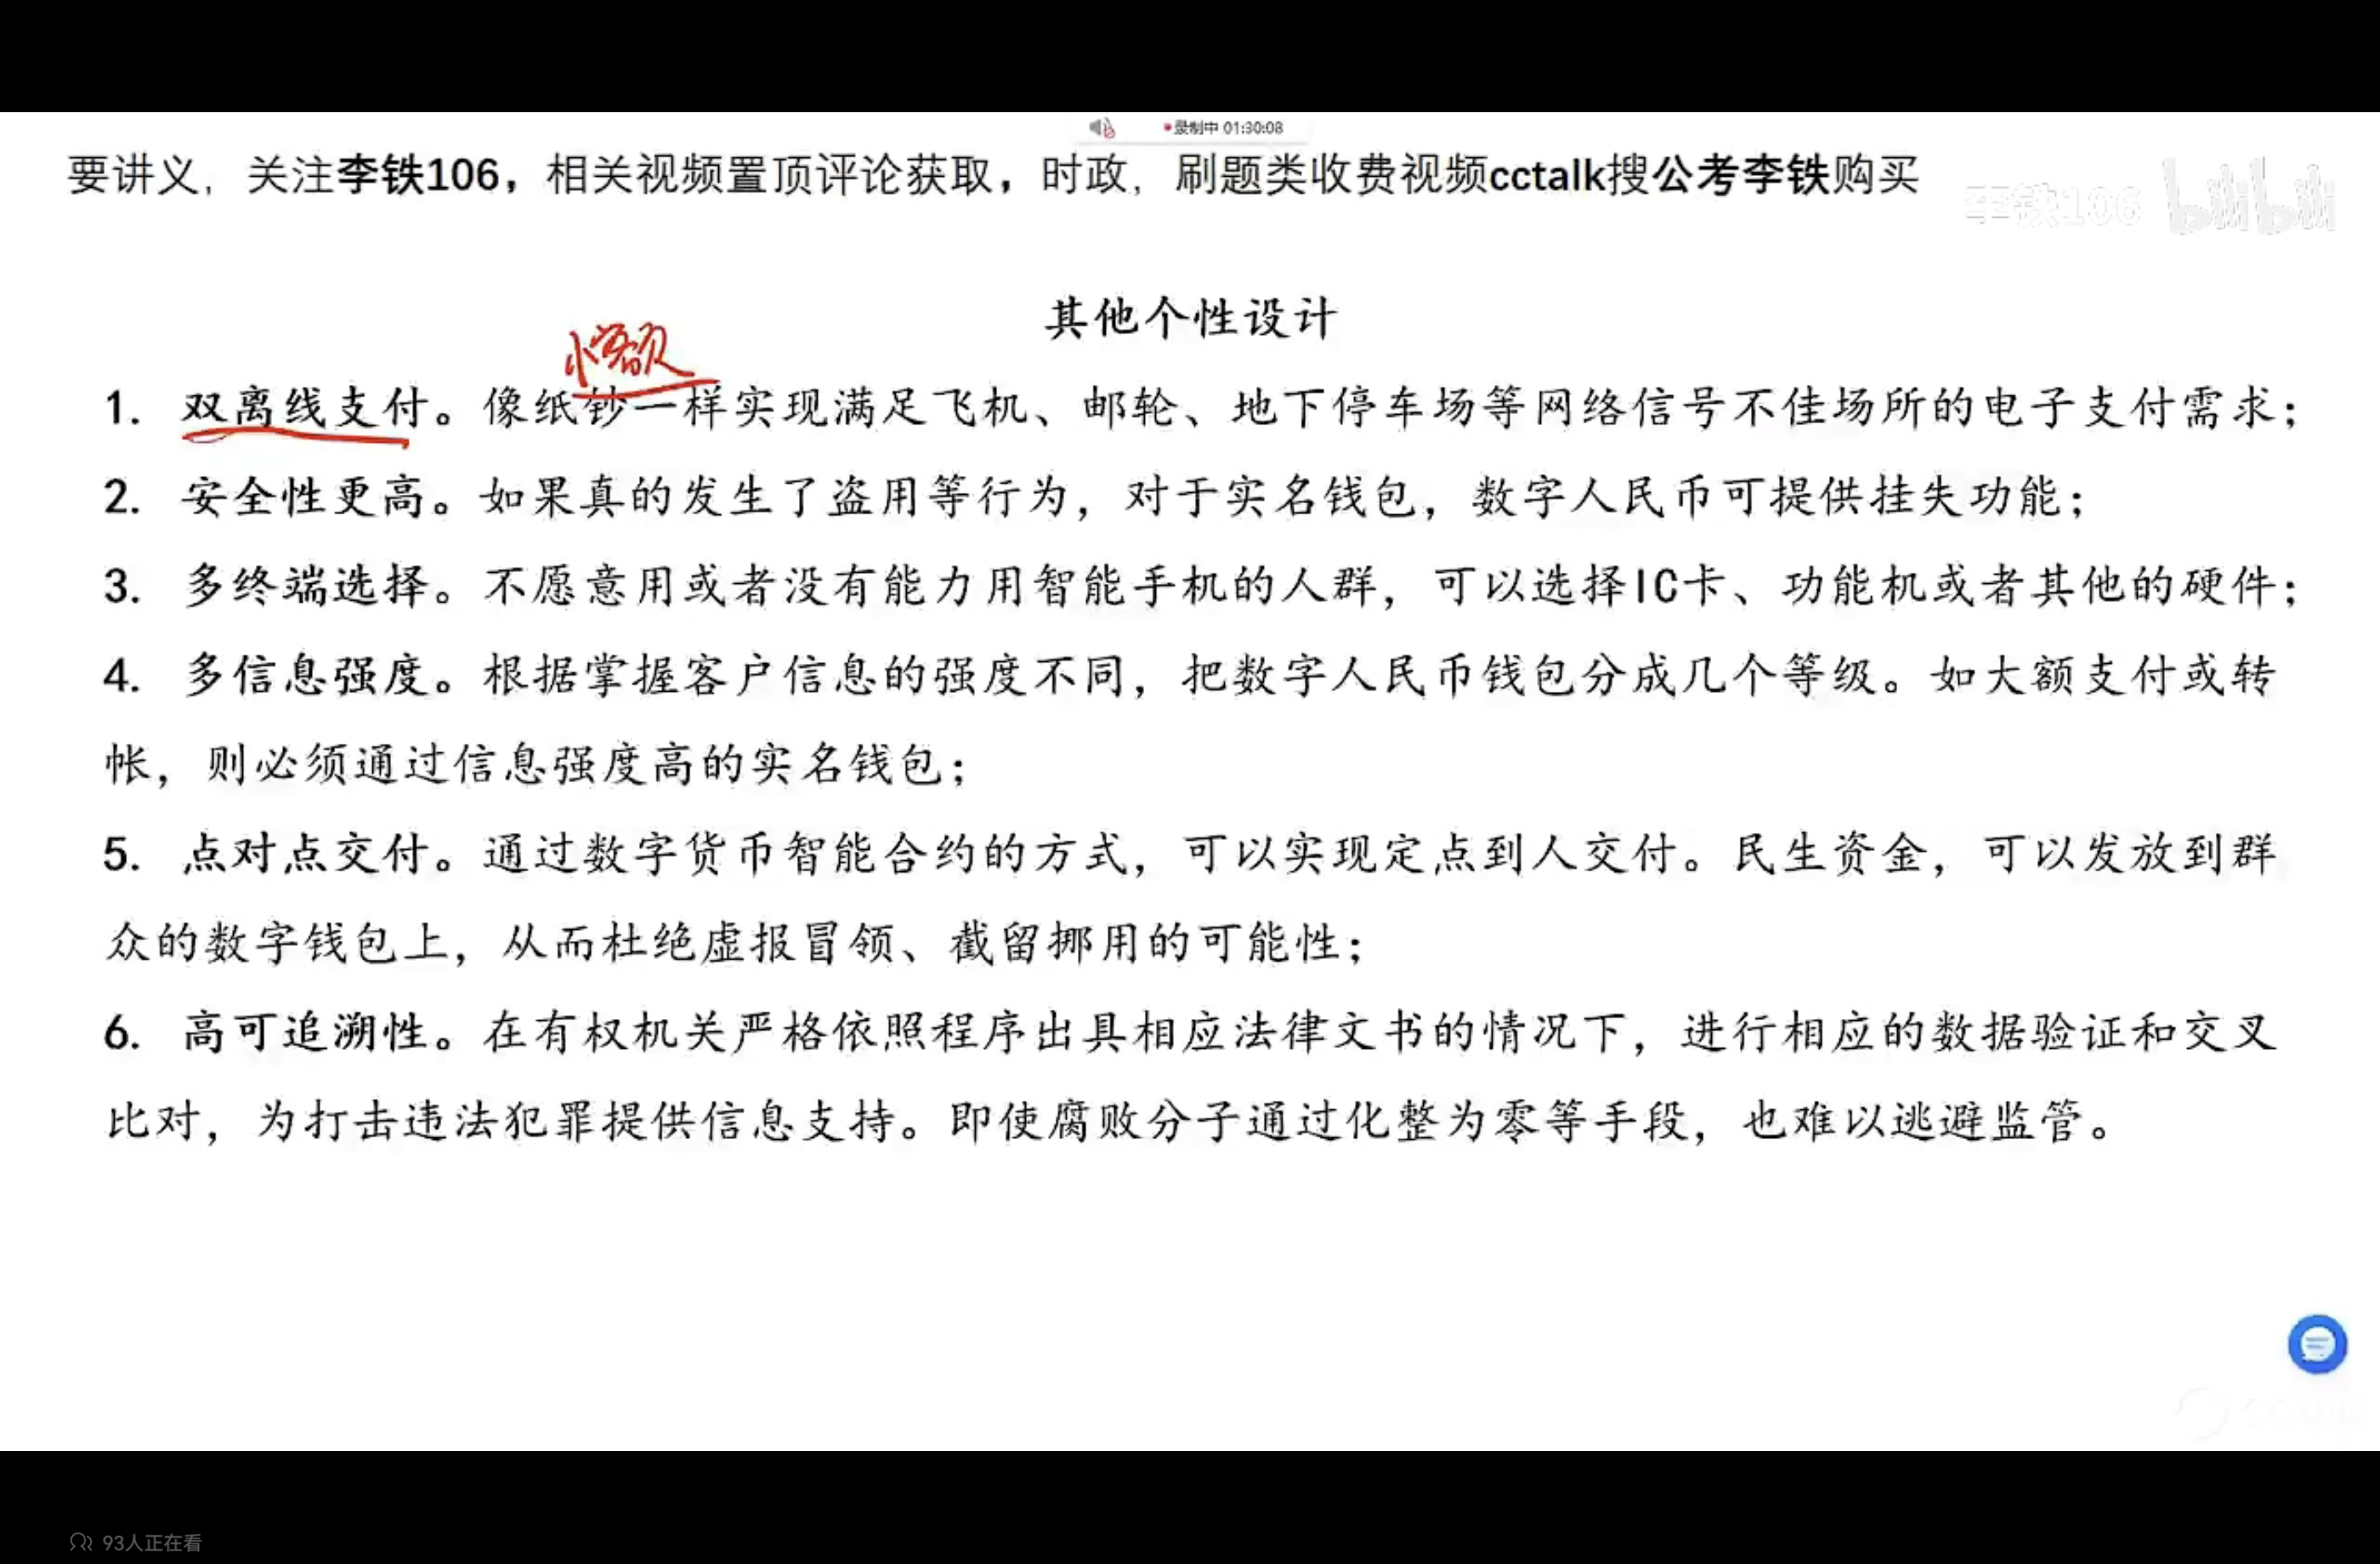 录制中 01:30:08
要讲义，关注李铁106，相关视频置顶评论获取，时政，刷题类收费视频cctalk搜公考李铁购买
李铁106 bilibili
其他个性设计
小额
1. 双离线支付。像纸钞一样实现满足飞机、邮轮、地下停车场等网络信号不佳场所的电子支付需求；
2. 安全性更高。如果真的发生了盗用等行为，对于实名钱包，数字人民币可提供挂失功能；
3. 多终端选择。不愿意用或者没有能力用智能手机的人群，可以选择IC卡、功能机或者其他的硬件；
4. 多信息强度。根据掌握客户信息的强度不同，把数字人民币钱包分成几个等级。如大额支付或转
帐，则必须通过信息强度高的实名钱包；
5. 点对点交付。通过数字货币智能合约的方式，可以实现定点到人交付。民生资金，可以发放到群
众的数字钱包上，从而杜绝虚报冒领、截留挪用的可能性；
6. 高可追溯性。在有权机关严格依照程序出具相应法律文书的情况下，进行相应的数据验证和交叉
比对，为打击违法犯罪提供信息支持。即使腐败分子通过化整为零等手段，也难以逃避监管。
93人正在看